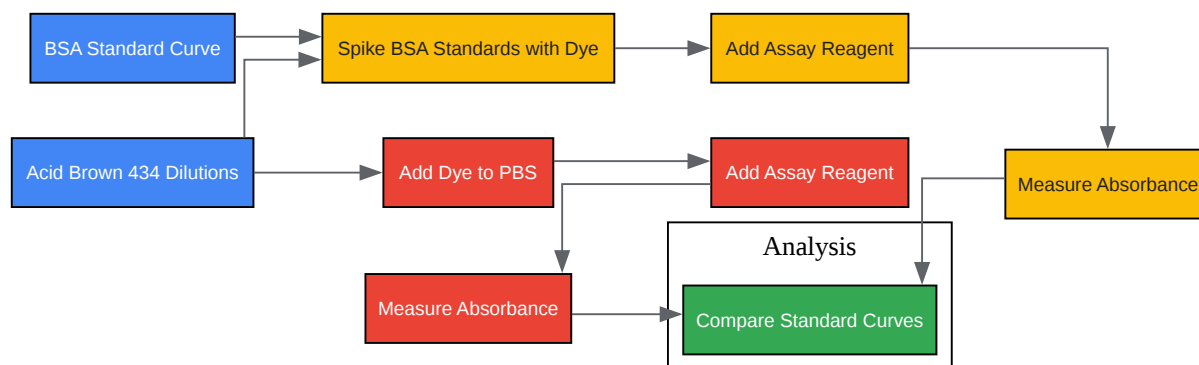 BSA Standard Curve
Spike BSA Standards with Dye
Add Assay Reagent
Acid Brown 434 Dilutions
Add Dye to PBS
Add Assay Reagent
Measure Absorbance
Analysis
Measure Absorbance
Compare Standard Curves